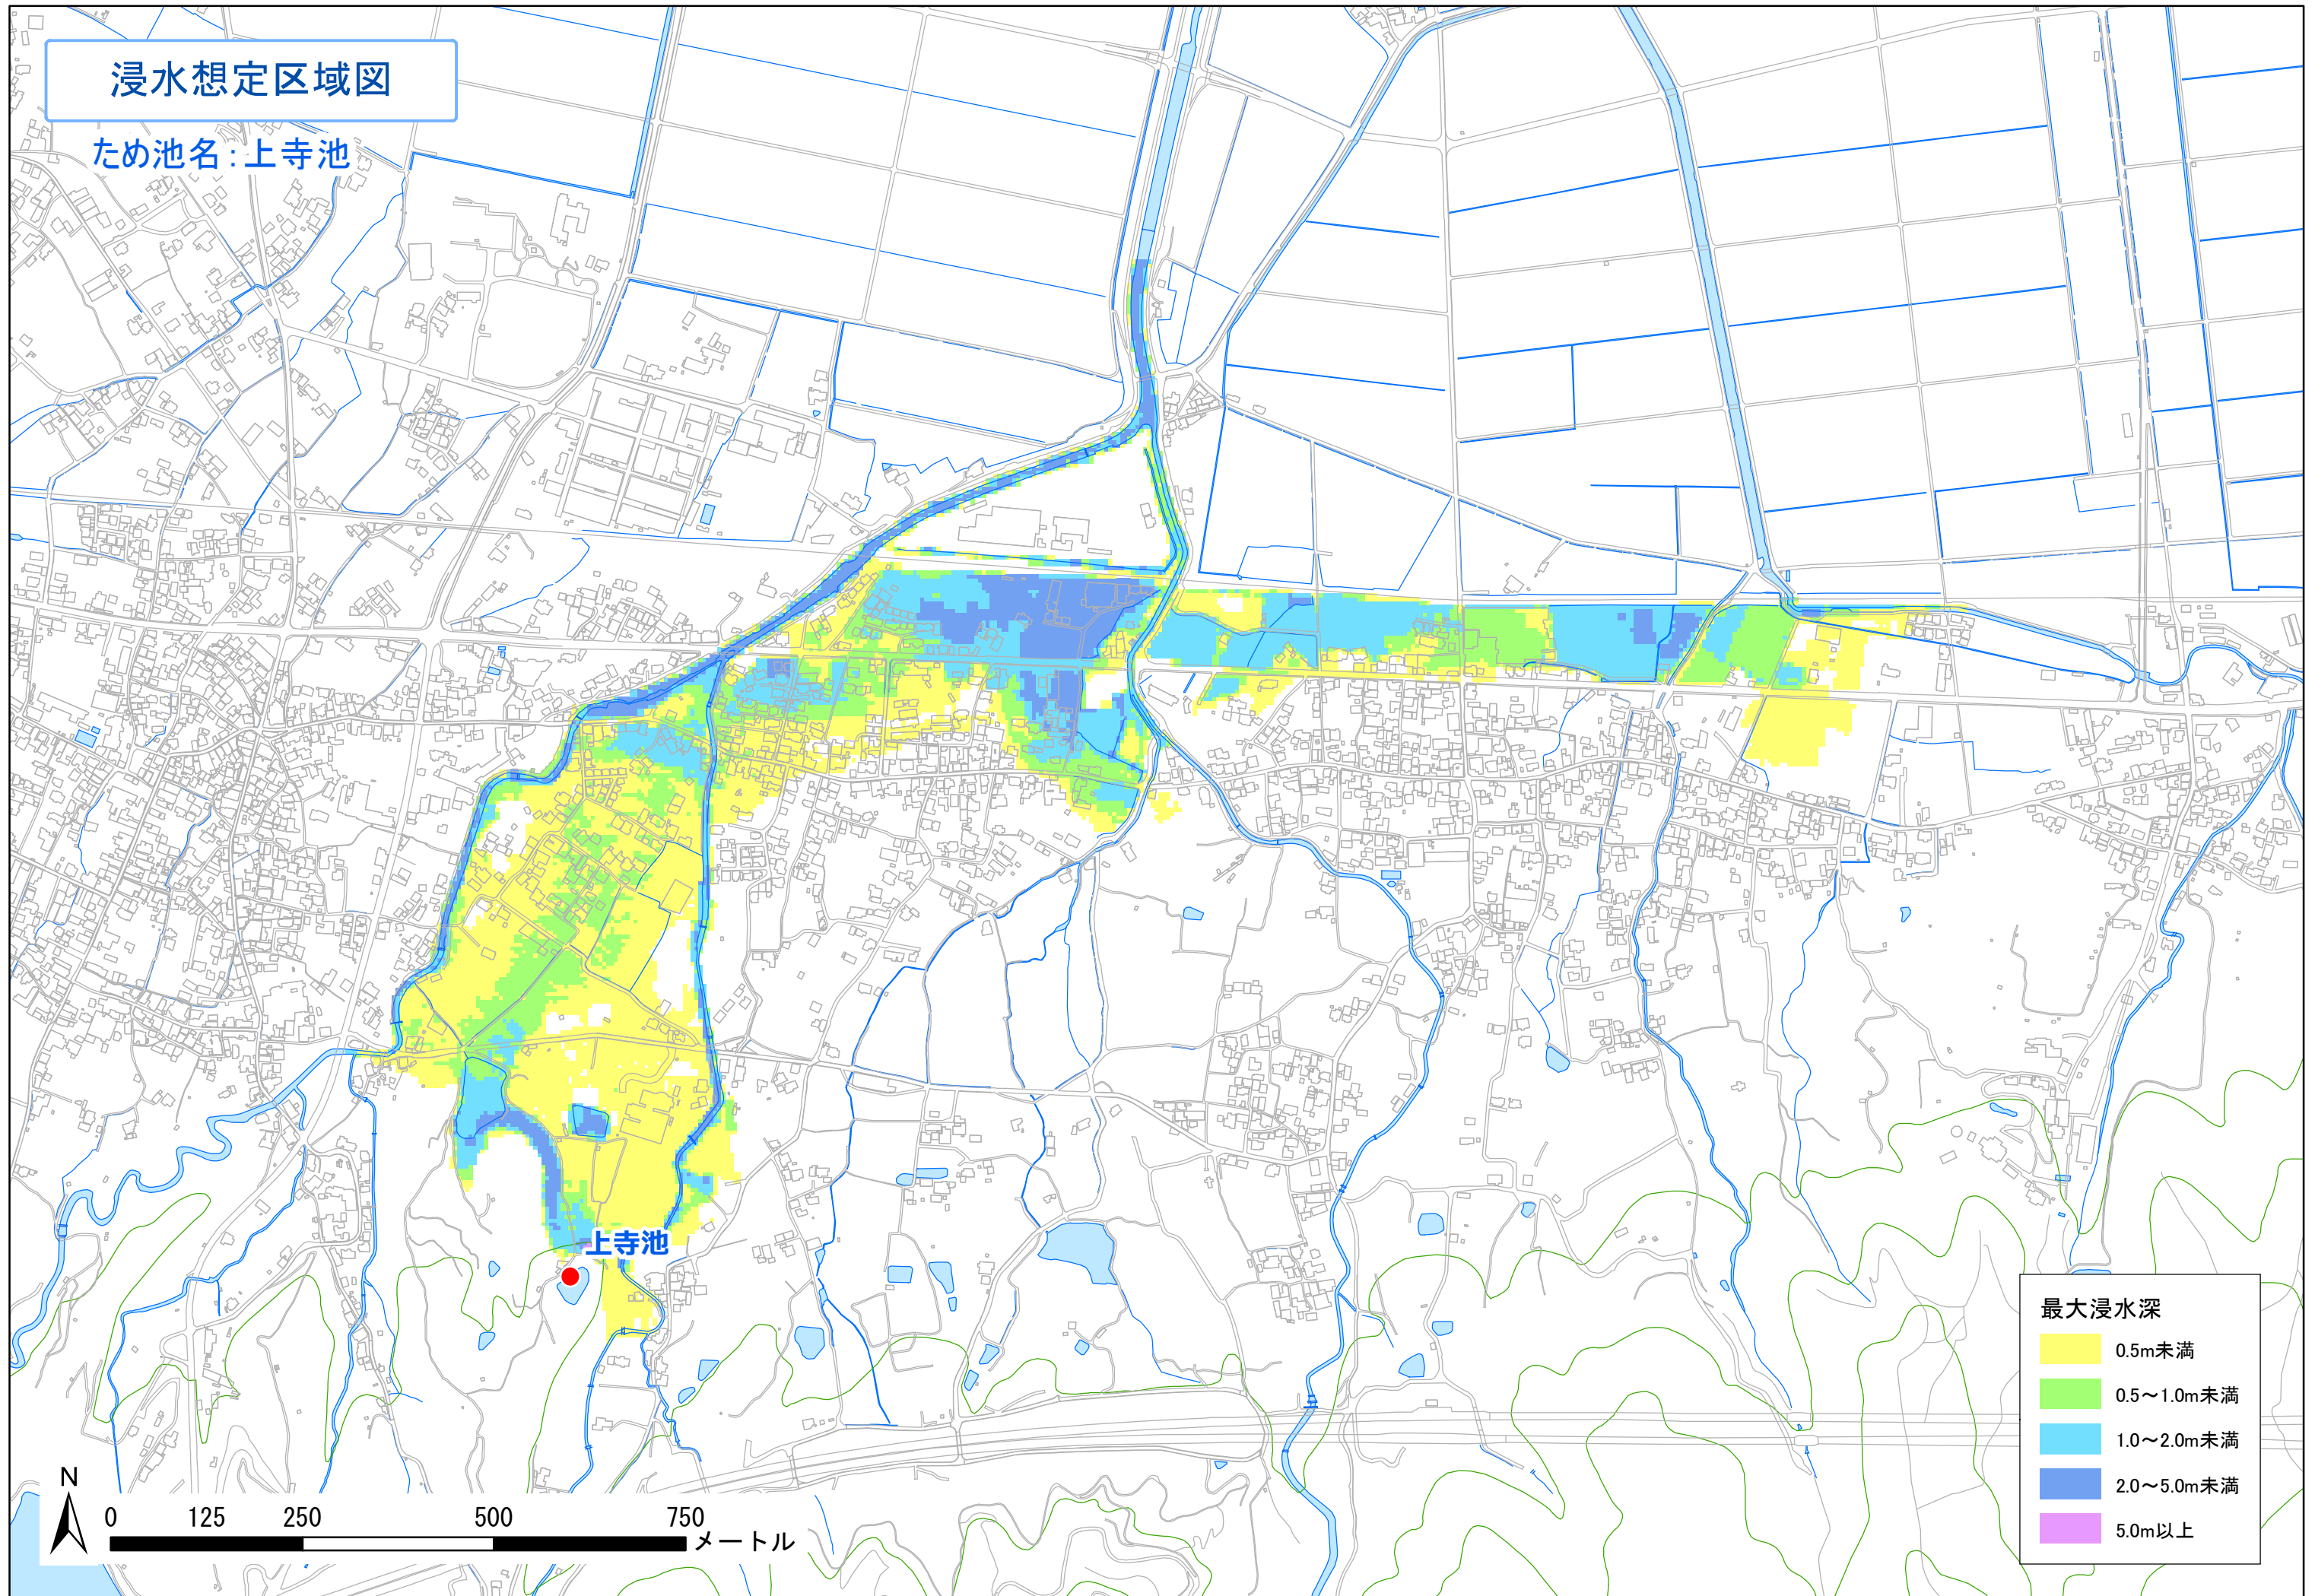 浸水想定区域図
ため池名：上寺池
上寺池
最大浸水深
0.5m未満
0.5～1.0m未満
1.0～2.0m未満
2.0～5.0m未満
5.0m以上
N
0 125 250 500 750
メートル